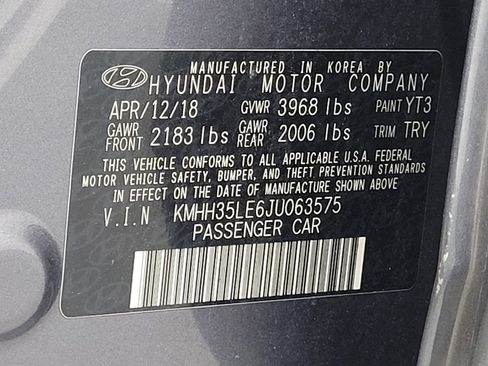 MANUFACTURED IN KOREA BY
HYUNDAI MOTOR COMPANY
APR/12/18 GVWR 3968 lbs PAINT YT3
GAWR FRONT 2183 lbs GAWR REAR 2006 lbs TRIM TRY
THIS VEHICLE CONFORMS TO ALL APPLICABLE U.S.A. FEDERAL
MOTOR VEHICLE SAFETY, BUMPER, AND THEFT PREVENTION STANDARDS
IN EFFECT ON THE DATE OF MANUFACTURE SHOWN ABOVE.
V.I.N KMHH35LE6JU063575
PASSENGER CAR